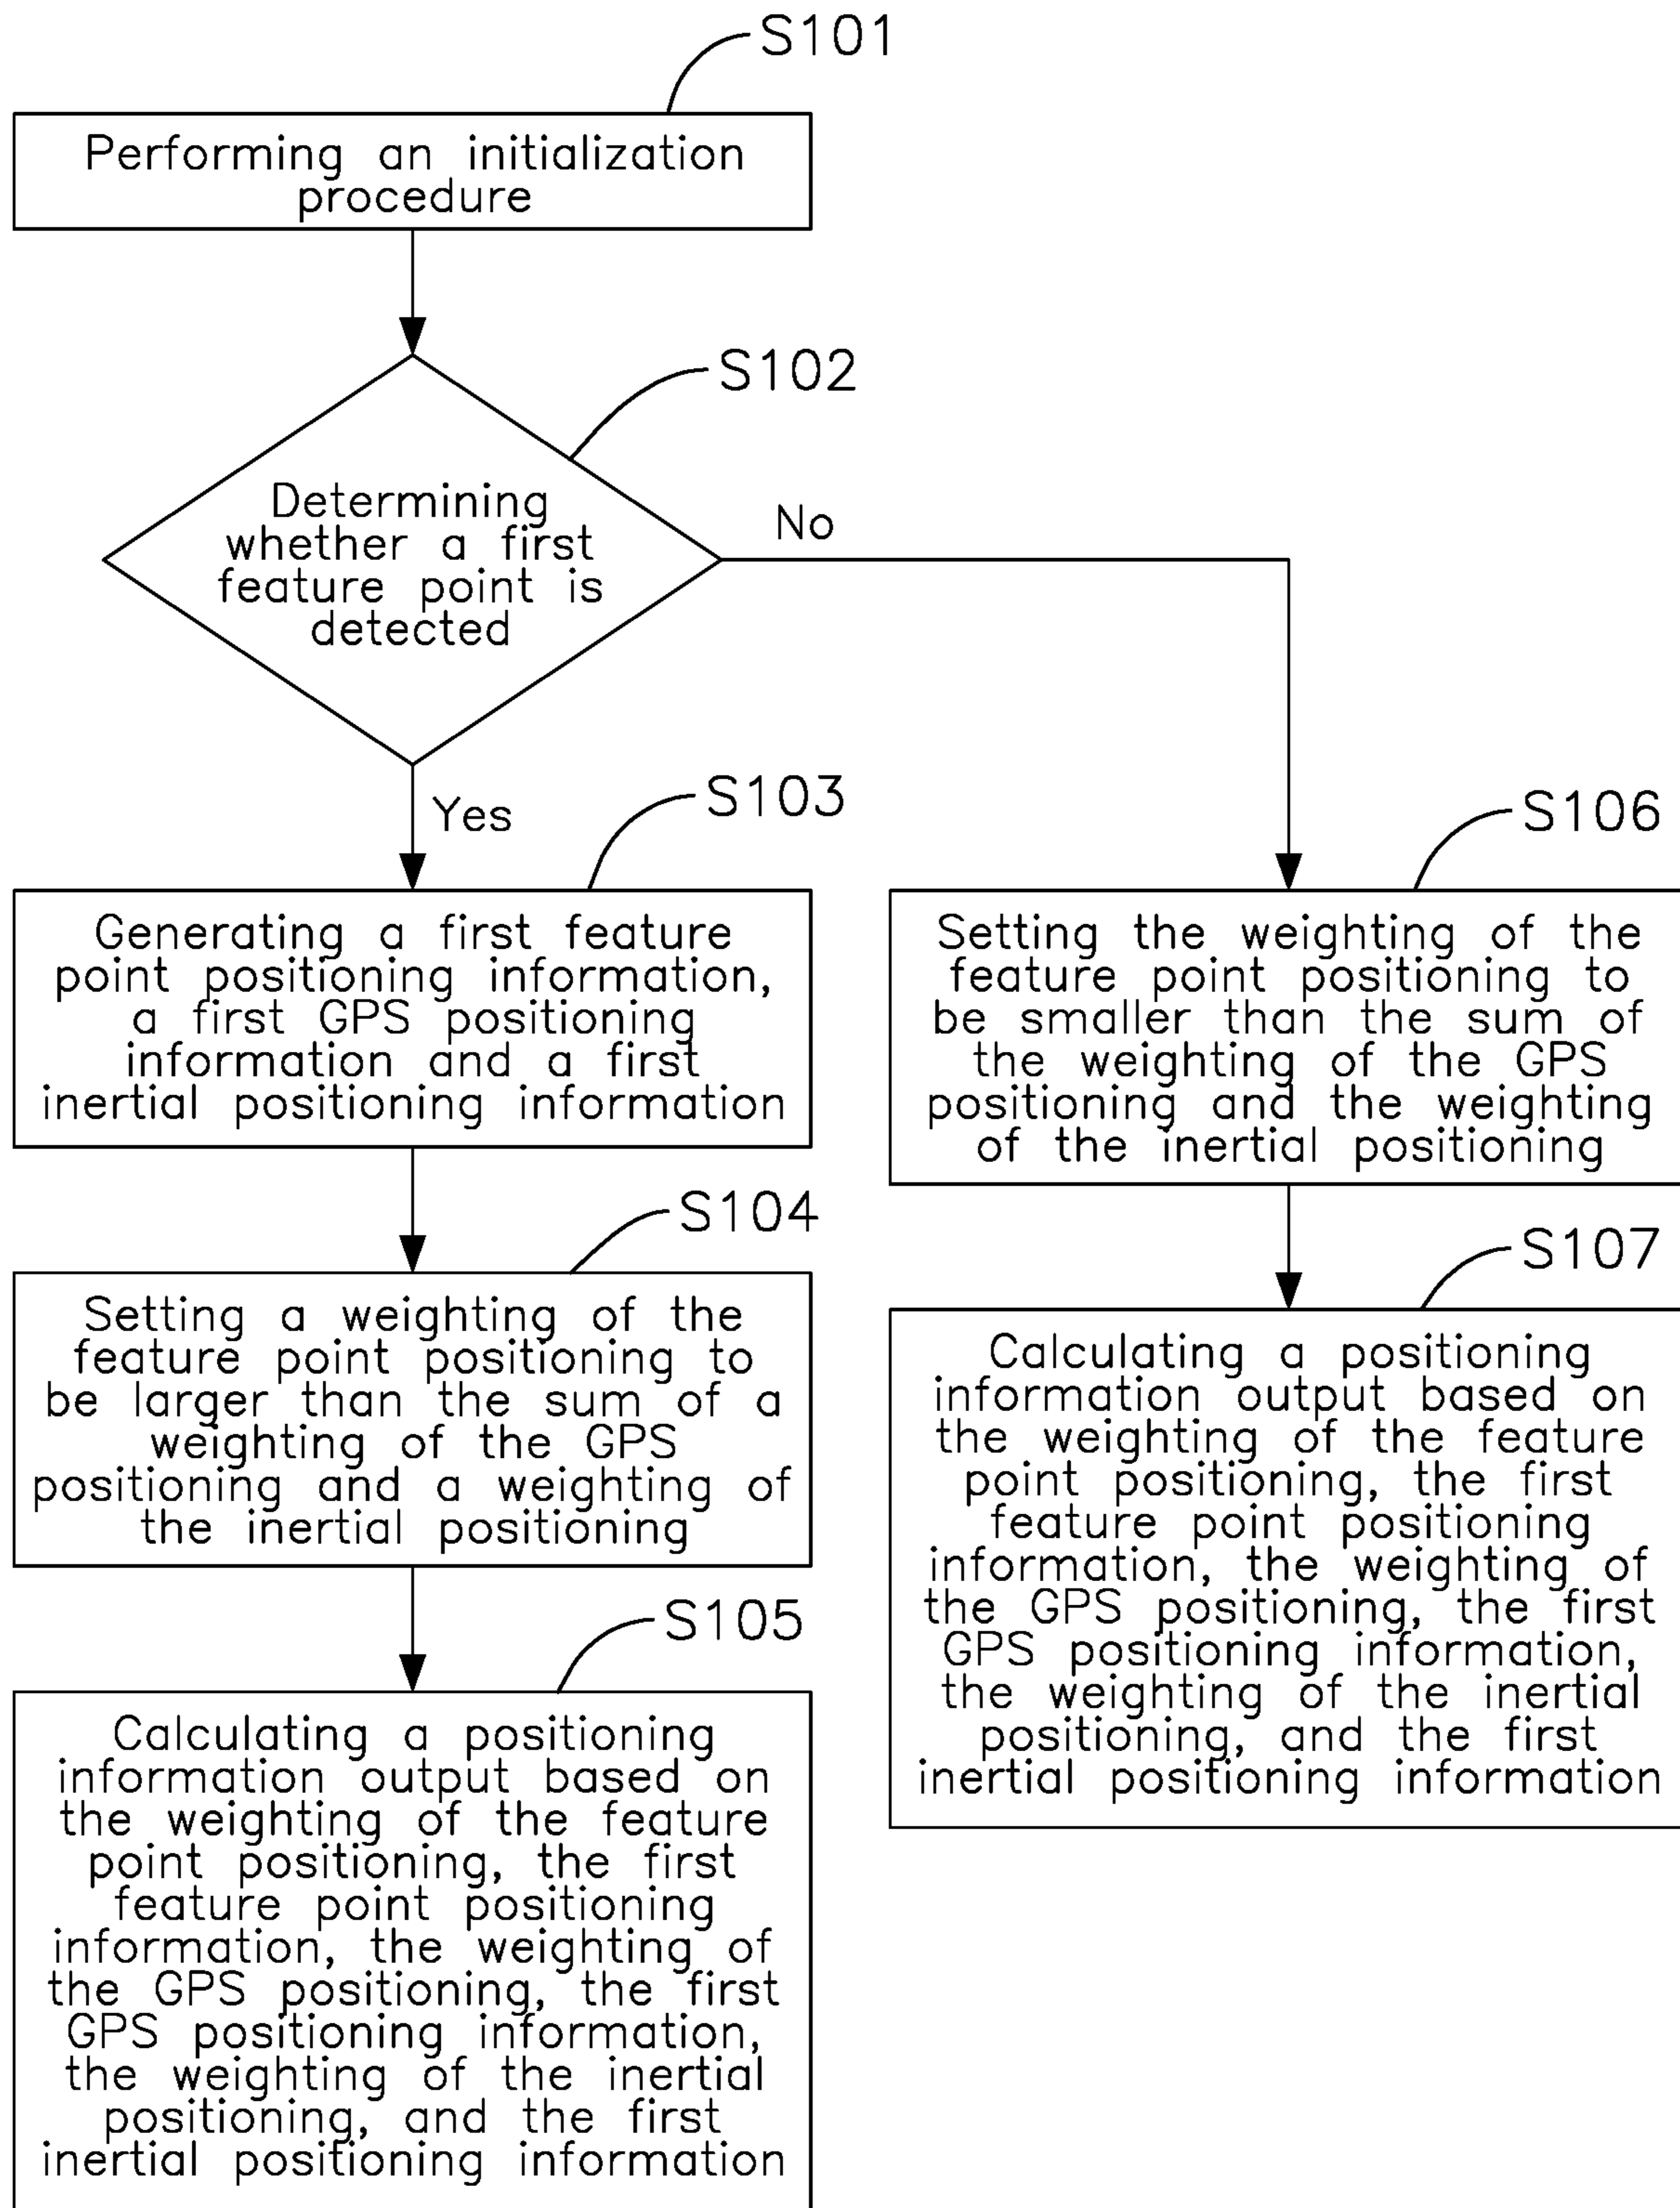 S101
Performing an initialization
procedure
S102
Determining
whether a first
feature point is
detected
No
Yes
S103
Generating a first feature
point positioning information,
a first GPS positioning
information and a first
inertial positioning information
S104
Setting a weighting of the
feature point positioning to
be larger than the sum of a
weighting of the GPS
positioning and a weighting of
the inertial positioning
S105
Calculating a positioning
information output based on
the weighting of the feature
point positioning, the first
feature point positioning
information, the weighting of
the GPS positioning, the first
GPS positioning information,
the weighting of the inertial
positioning, and the first
inertial positioning information
S106
Setting the weighting of the
feature point positioning to
be smaller than the sum of
the weighting of the GPS
positioning and the weighting
of the inertial positioning
S107
Calculating a positioning
information output based on
the weighting of the feature
point positioning, the first
feature point positioning
information, the weighting of
the GPS positioning, the first
GPS positioning information,
the weighting of the inertial
positioning, and the first
inertial positioning information